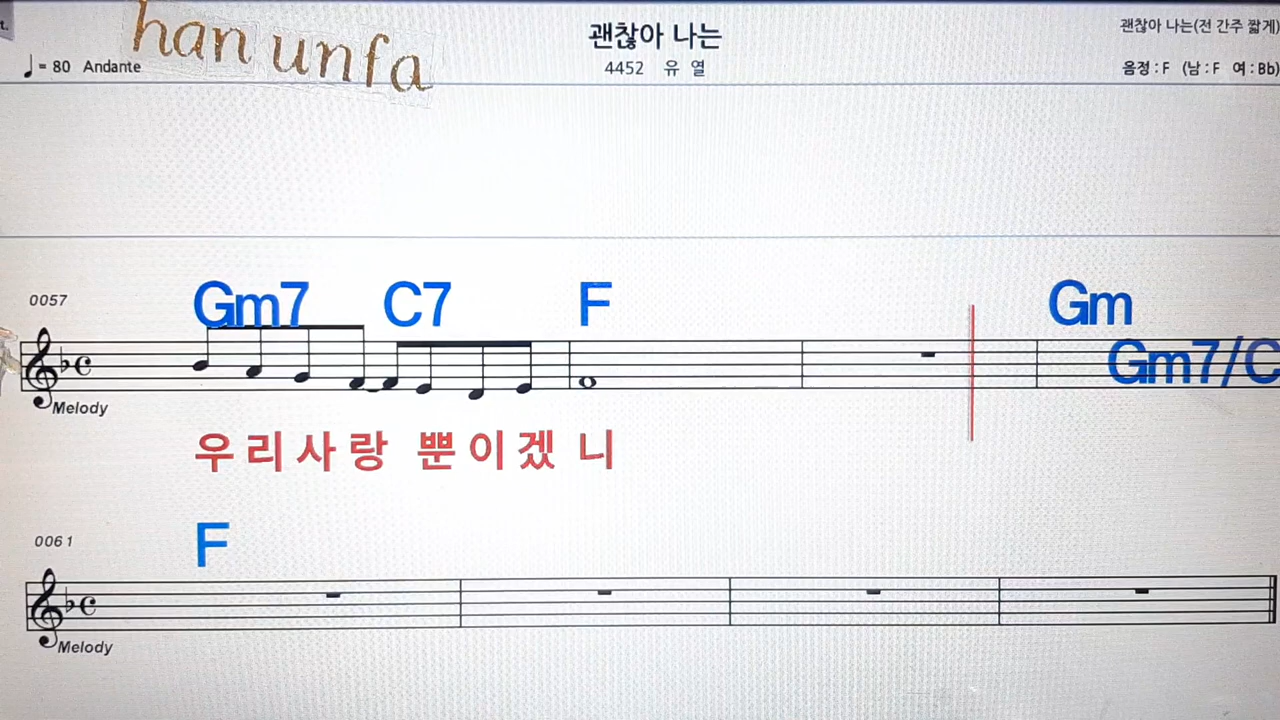 han unfa
괜찮아 나는
괜찮아 나는(전 간주 짧게)
♩ = 80 Andante
4452 유 열
음정 : F (남 : F 여 : Bb)
0057
Gm7 C7 F Gm
Gm7/C
Melody
우 리 사 랑 뿐 이 겠 니
F
0061
Melody